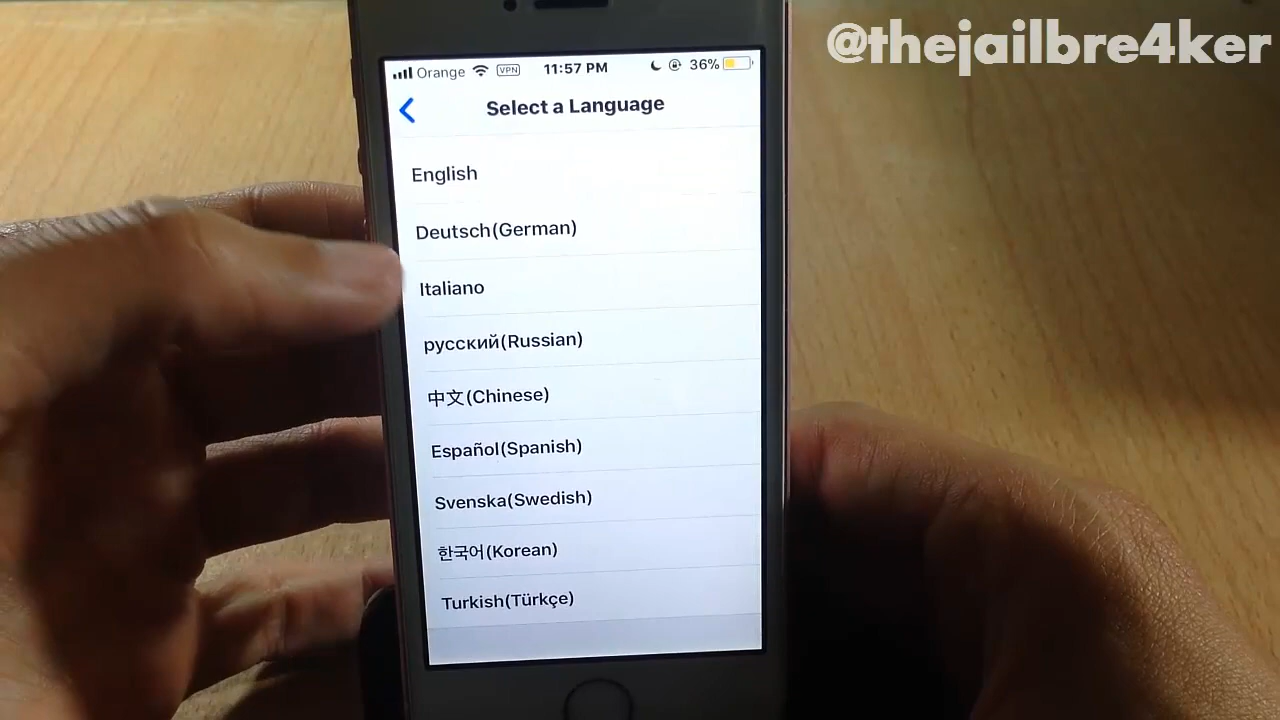 @thejailbre4ker
Orange VPN 11:57 PM 36%
Select a Language
English
Deutsch(German)
Italiano
русский(Russian)
中文(Chinese)
Español(Spanish)
Svenska(Swedish)
한국어(Korean)
Turkish(Türkçe)